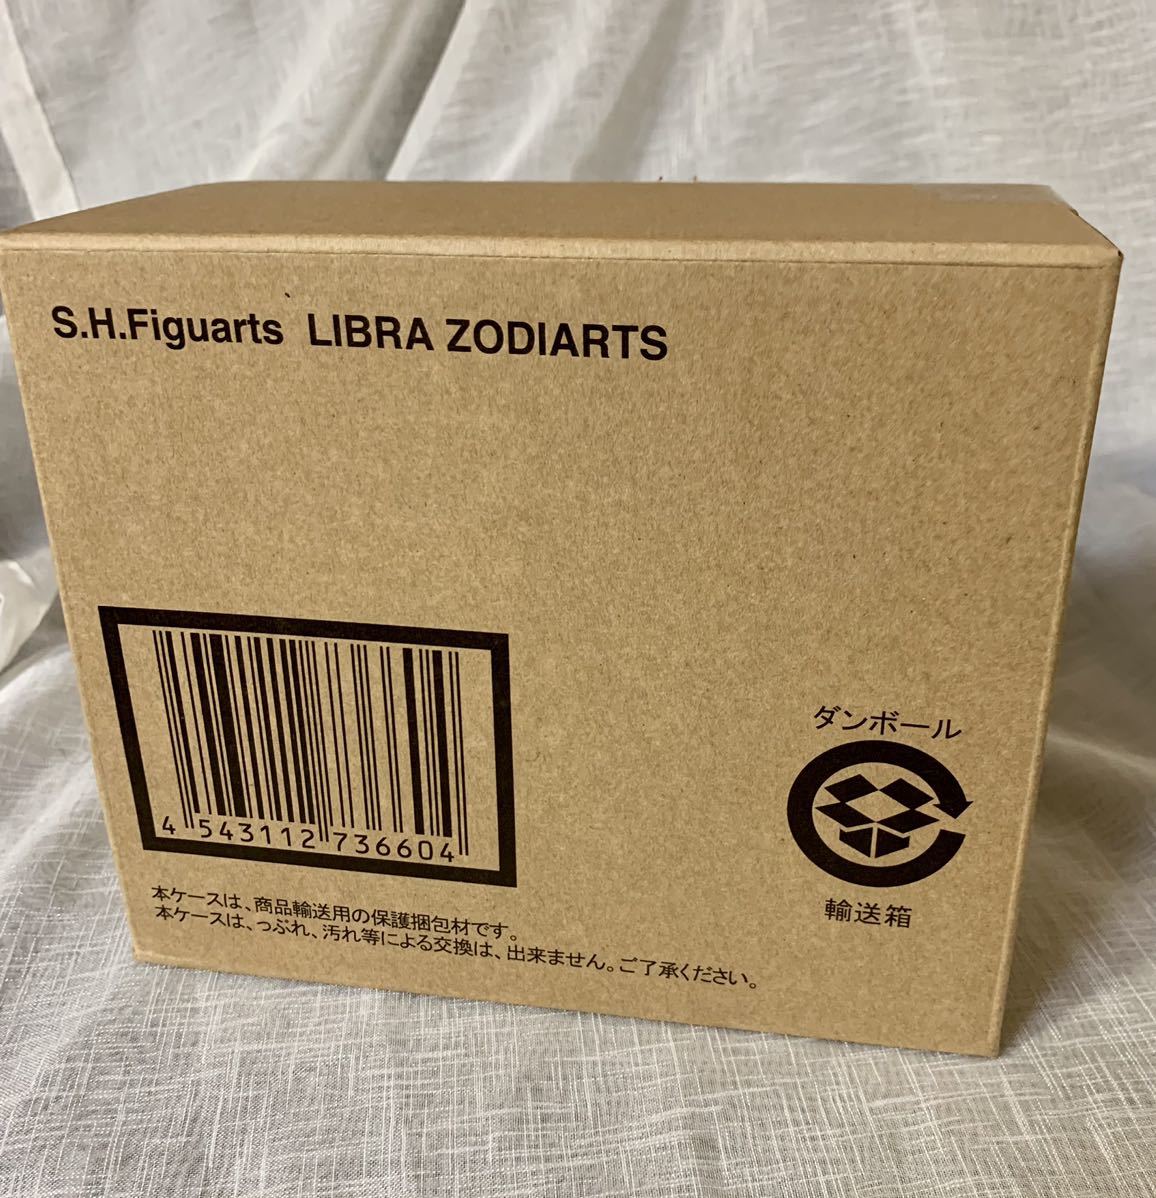 S.H.Figuarts LIBRA ZODIARTS
4 543112 736604
本ケースは、商品輸送用の保護梱包材です。
本ケースは、つぶれ、汚れ等による交換は、出来ません。ご了承ください。
ダンボール
輸送箱